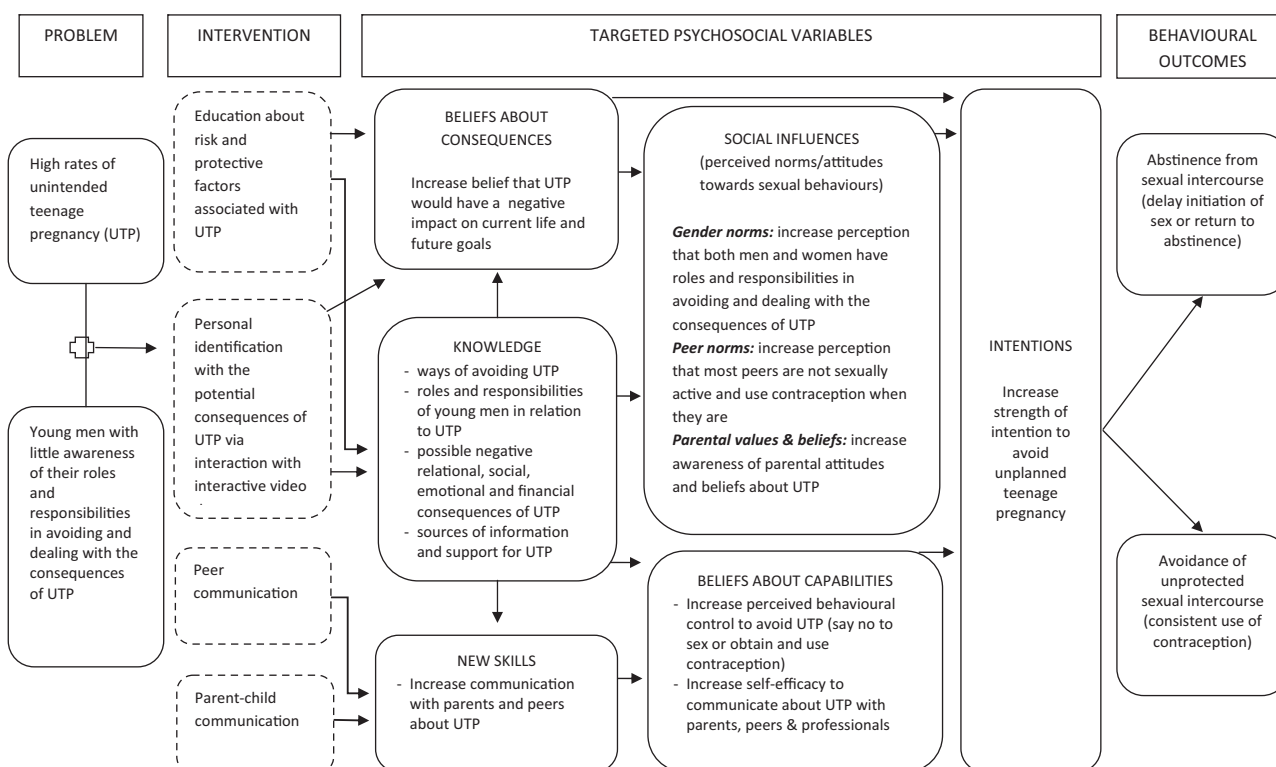 PROBLEM
INTERVENTION
TARGETED PSYCHOSOCIAL VARIABLES
BEHAVIOURAL
OUTCOMES
High rates of
unintended
teenage
pregnancy (UTP)
Young men with
little awareness
of their roles
and
responsibilities
in avoiding and
dealing with the
consequences
of UTP
Education about
risk and
protective
factors
associated with
UTP
Personal
identification
with the
potential
consequences of
UTP via
interaction with
interactive video
Peer
communication
Parent-child
communication
BELIEFS ABOUT
CONSEQUENCES
Increase belief that UTP
would have a negative
impact on current life and
future goals
KNOWLEDGE
- ways of avoiding UTP
- roles and responsibilities
of young men in relation
to UTP
- possible negative
relational, social,
emotional and financial
consequences of UTP
- sources of information
and support for UTP
NEW SKILLS
- Increase communication
with parents and peers
about UTP
SOCIAL INFLUENCES
(perceived norms/attitudes
towards sexual behaviours)
Gender norms: increase perception
that both men and women have
roles and responsibilities in
avoiding and dealing with the
consequences of UTP
Peer norms: increase perception
that most peers are not sexually
active and use contraception when
they are
Parental values & beliefs: increase
awareness of parental attitudes
and beliefs about UTP
BELIEFS ABOUT CAPABILITIES
- Increase perceived behavioural
control to avoid UTP (say no to
sex or obtain and use
contraception)
- Increase self-efficacy to
communicate about UTP with
parents, peers & professionals
INTENTIONS
Increase
strength of
intention to
avoid
unplanned
teenage
pregnancy
Abstinence from
sexual intercourse
(delay initiation of
sex or return to
abstinence)
Avoidance of
unprotected
sexual intercourse
(consistent use of
contraception)